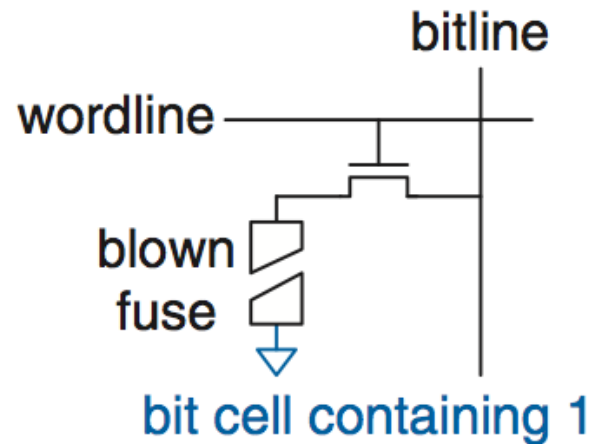 bitline
wordline
blown
fuse
bit cell containing 1